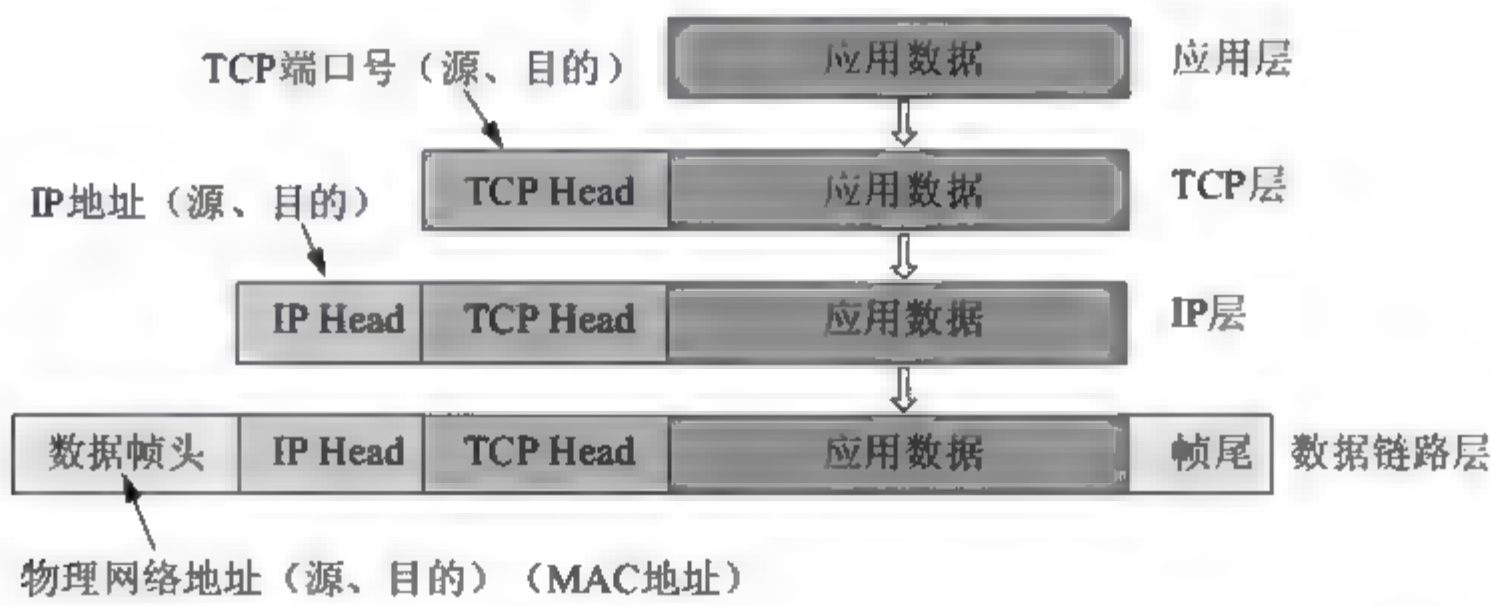 应用数据 应用层
TCP端口号（源、目的）
TCP Head 应用数据 TCP层
IP地址（源、目的）
IP Head TCP Head 应用数据 IP层
数据帧头 IP Head TCP Head 应用数据 帧尾 数据链路层
物理网络地址（源、目的）（MAC地址）